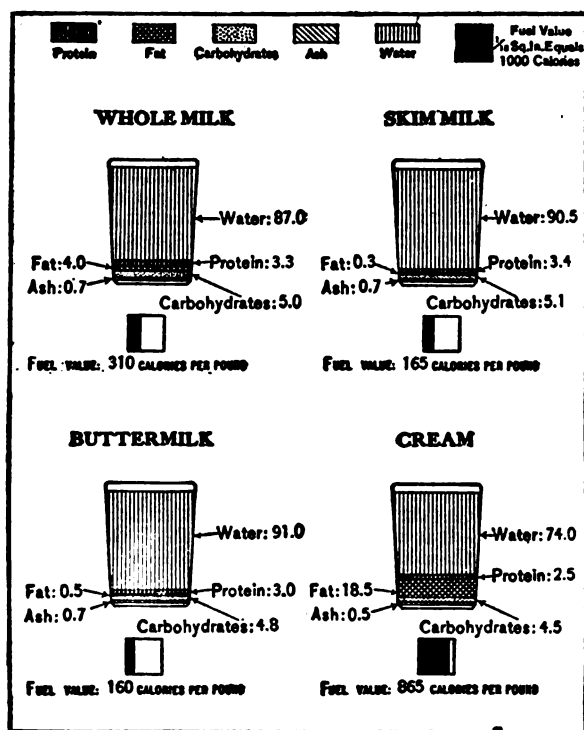 Protein Fat Carbohydrates Ash Water
Fuel Value
1/16 Sq.In. Equals
1000 Calories
WHOLE MILK
Water: 87.0
Fat: 4.0
Protein: 3.3
Ash: 0.7
Carbohydrates: 5.0
FUEL VALUE: 310 CALORIES PER POUND
SKIM MILK
Water: 90.5
Fat: 0.3
Protein: 3.4
Ash: 0.7
Carbohydrates: 5.1
FUEL VALUE: 165 CALORIES PER POUND
BUTTERMILK
Water: 91.0
Fat: 0.5
Protein: 3.0
Ash: 0.7
Carbohydrates: 4.8
FUEL VALUE: 160 CALORIES PER POUND
CREAM
Water: 74.0
Protein: 2.5
Fat: 18.5
Ash: 0.5
Carbohydrates: 4.5
FUEL VALUE: 865 CALORIES PER POUND